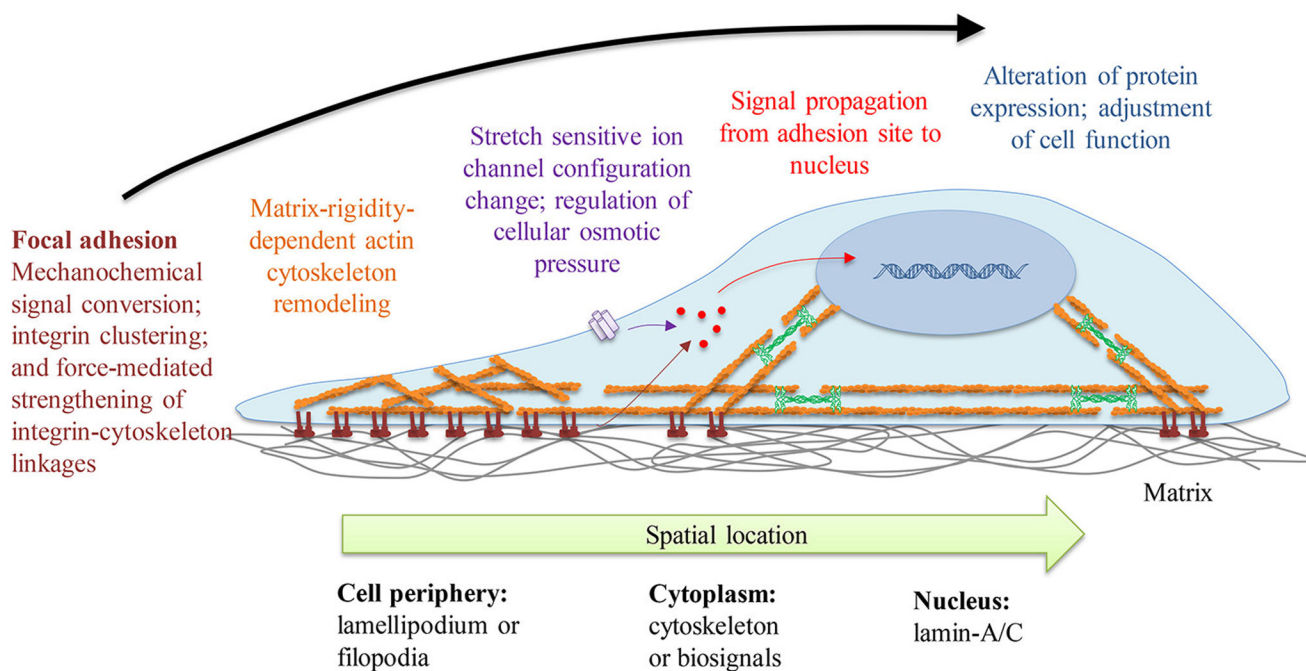 Focal adhesion
Mechanochemical
signal conversion;
integrin clustering;
and force-mediated
strengthening of
integrin-cytoskeleton
linkages
Matrix-rigidity-
dependent actin
cytoskeleton
remodeling
Stretch sensitive ion
channel configuration
change; regulation of
cellular osmotic
pressure
Signal propagation
from adhesion site to
nucleus
Alteration of protein
expression; adjustment
of cell function
Matrix
Spatial location
Cell periphery:
lamellipodium or
filopodia
Cytoplasm:
cytoskeleton
or biosignals
Nucleus:
lamin-A/C